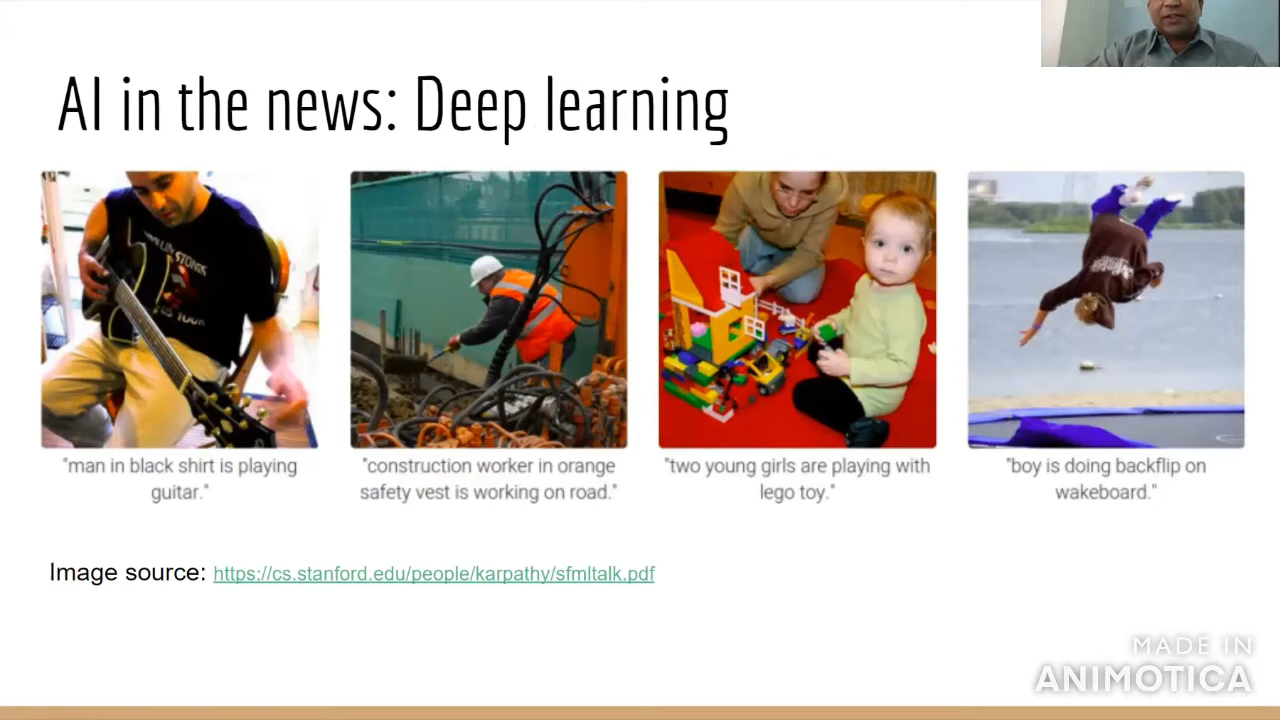 AI in the news: Deep learning
"man in black shirt is playing
guitar."
"construction worker in orange
safety vest is working on road."
"two young girls are playing with
lego toy."
"boy is doing backflip on
wakeboard."
Image source: https://cs.stanford.edu/people/karpathy/sfmltalk.pdf
MADE IN
ANIMOTICA